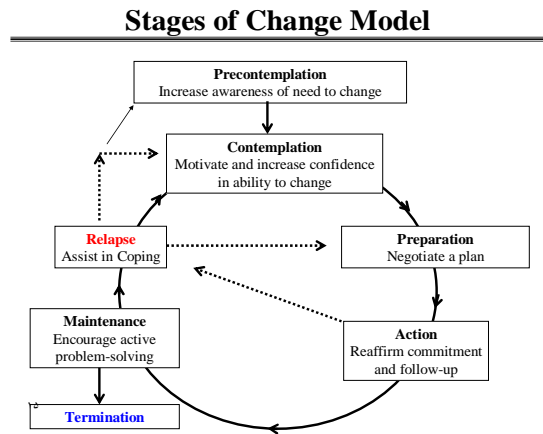 Stages of Change Model
Precontemplation
Increase awareness of need to change
Contemplation
Motivate and increase confidence
in ability to change
Relapse
Assist in Coping
Preparation
Negotiate a plan
Maintenance
Encourage active
problem-solving
Action
Reaffirm commitment
and follow-up
Termination